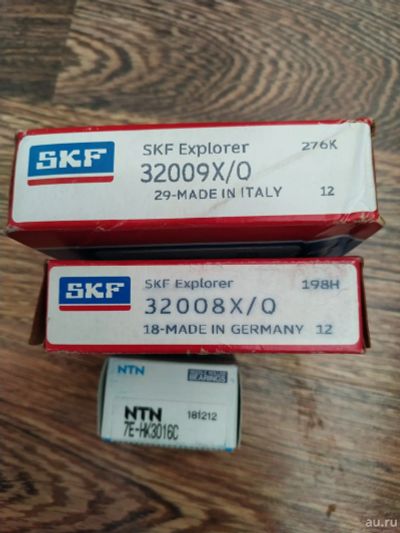 SKF
SKF Explorer 276K
32009X/Q
29-MADE IN ITALY 12
SKF
SKF Explorer 198H
32008X/Q
18-MADE IN GERMANY 12
NTN
BEARINGS
NTN 181212
7E-HK3016C
au.ru